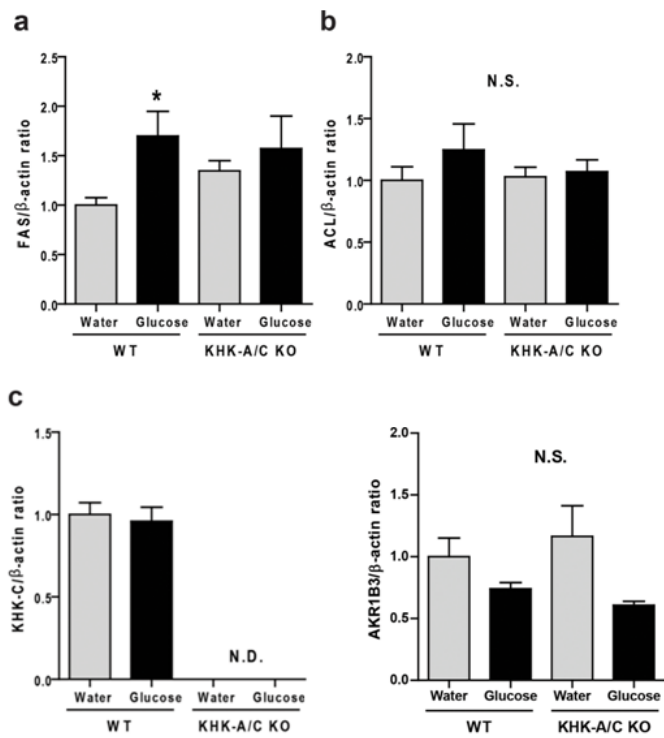 a
FAS/β-actin ratio
2.5
2.0
1.5
1.0
0.5
0.0
*
Water Glucose Water Glucose
WT KHK-A/C KO
b
ACL/β-actin ratio
2.0
1.5
1.0
0.5
0.0
N.S.
Water Glucose Water Glucose
WT KHK-A/C KO
c
KHK-C/β-actin ratio
1.5
1.0
0.5
0.0
N.D.
Water Glucose Water Glucose
WT KHK-A/C KO
AKR1B3/β-actin ratio
2.0
1.5
1.0
0.5
0.0
N.S.
Water Glucose Water Glucose
WT KHK-A/C KO